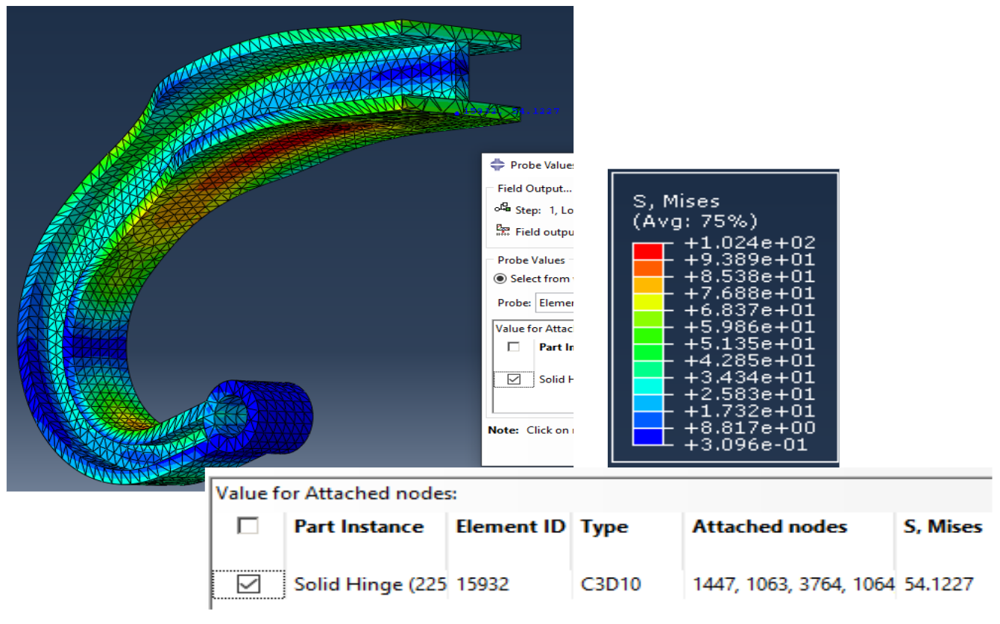 15932, 54.1227
Probe Values
Field Output...
Step: 1, Lo
Field outpu
Probe Values
Select from
Probe: Elemen
Value for Attac
Part In
Solid H
Note: Click on
S, Mises
(Avg: 75%)
+1.024e+02
+9.389e+01
+8.538e+01
+7.688e+01
+6.837e+01
+5.986e+01
+5.135e+01
+4.285e+01
+3.434e+01
+2.583e+01
+1.732e+01
+8.817e+00
+3.096e-01
Value for Attached nodes:
Part Instance Element ID Type Attached nodes S, Mises
Solid Hinge (225 15932 C3D10 1447, 1063, 3764, 1064 54.1227